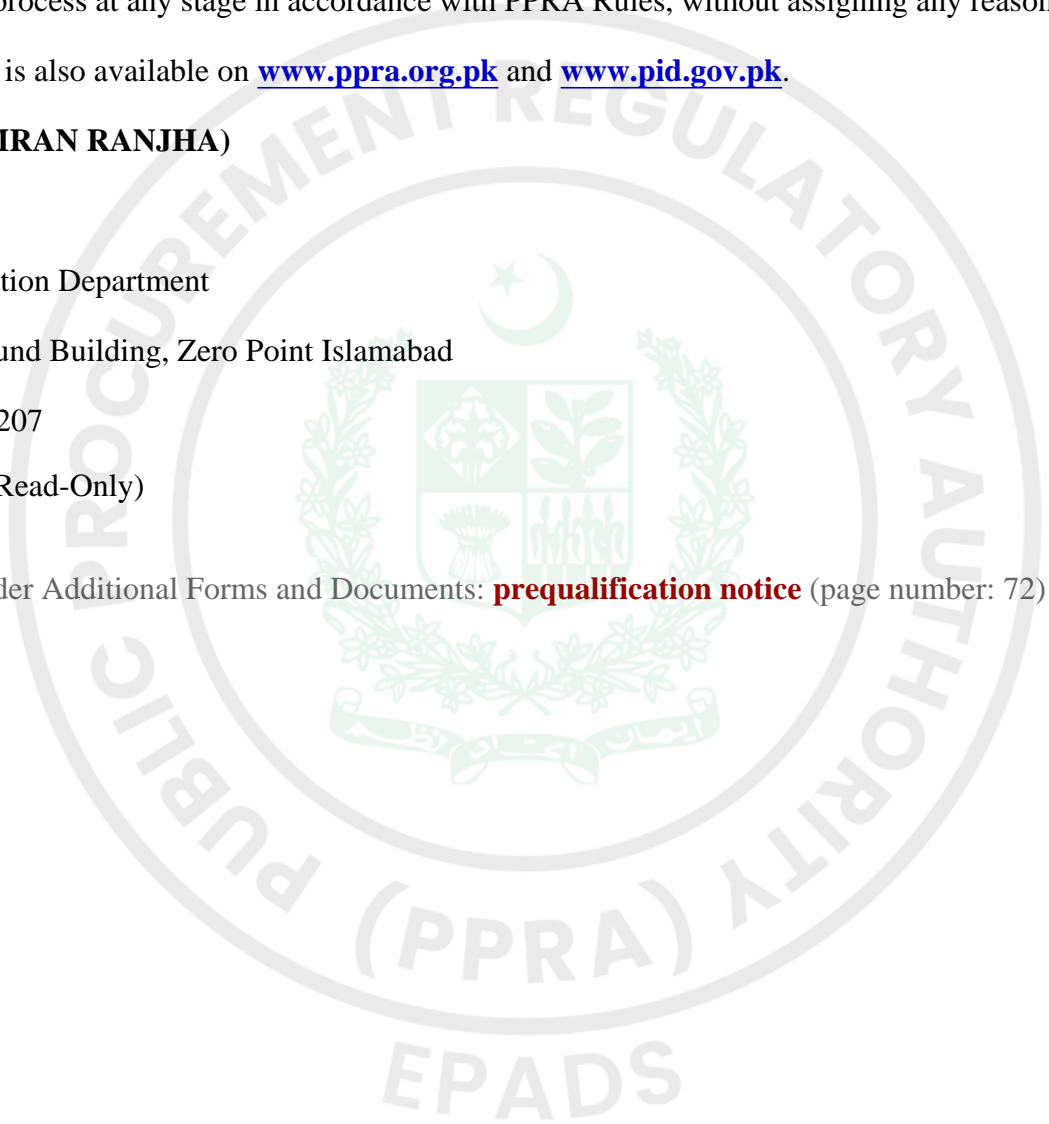 process at any stage in accordance with PPRA Rules, without assigning any reason
is also available on www.ppra.org.pk and www.pid.gov.pk.
MRAN RANJHA)
tion Department
und Building, Zero Point Islamabad
207
Read-Only)
der Additional Forms and Documents: prequalification notice (page number: 72)
PUBLIC PROCUREMENT REGULATORY AUTHORITY
(PPRA)
EPADS